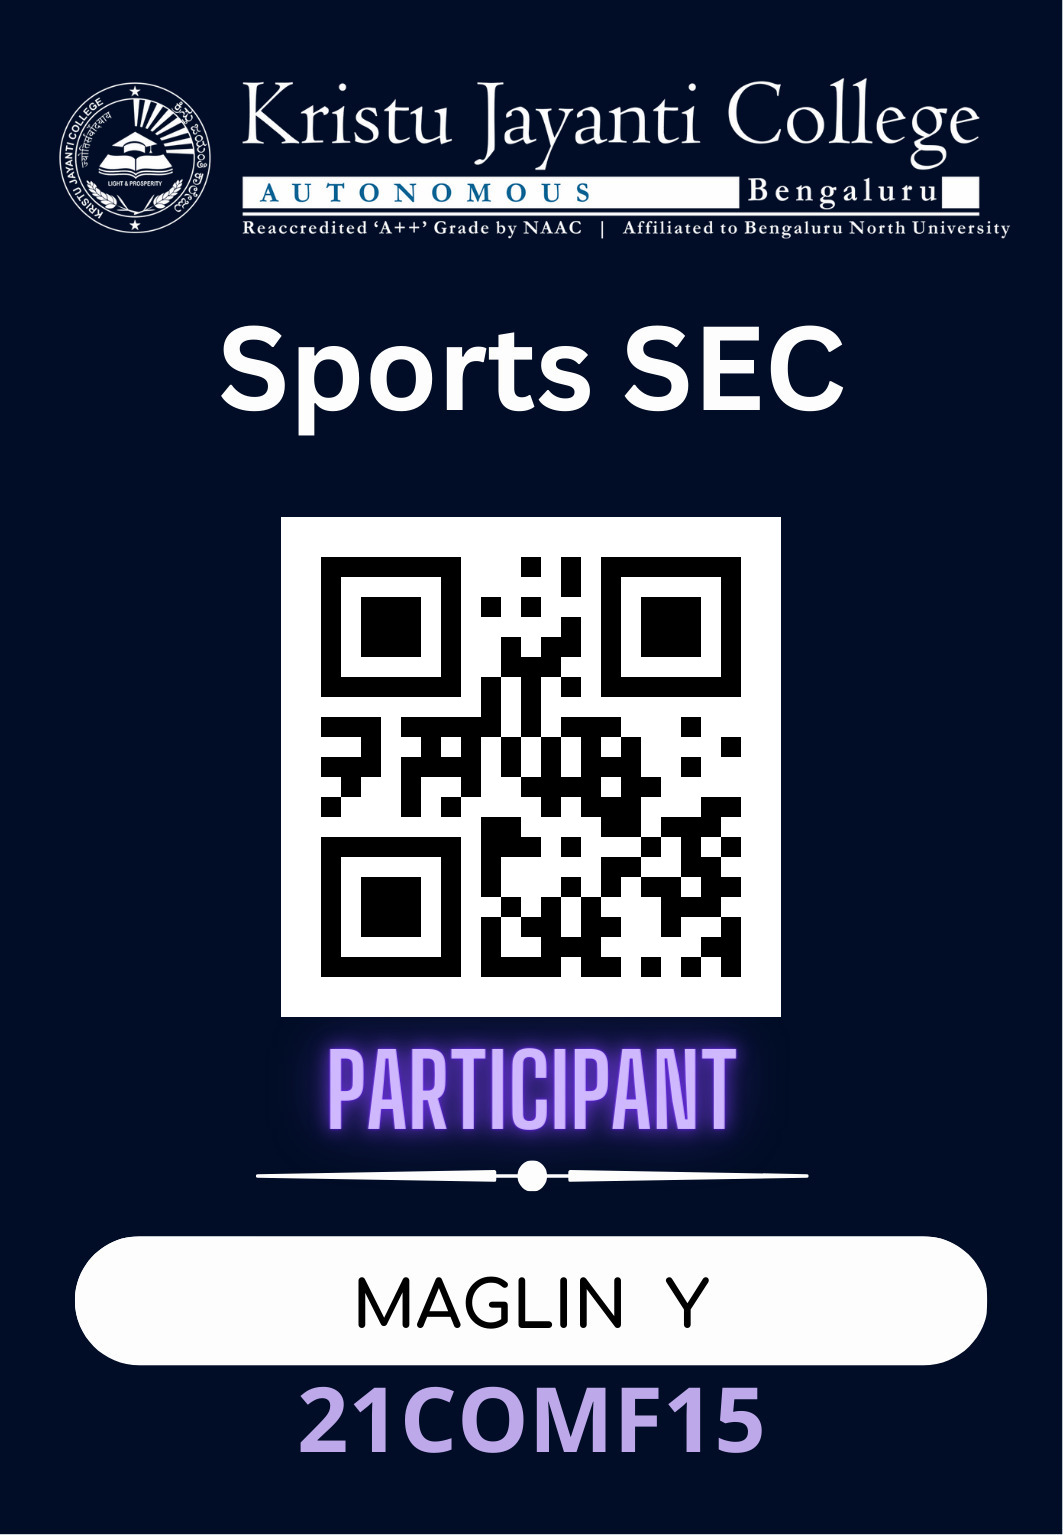 Kristu Jayanti College
AUTONOMOUS Bengaluru
Reaccredited ‘A++’ Grade by NAAC | Affiliated to Bengaluru North University
KRISTU JAYANTI COLLEGE
LIGHT & PROSPERITY
Sports SEC
PARTICIPANT
MAGLIN Y
21COMF15